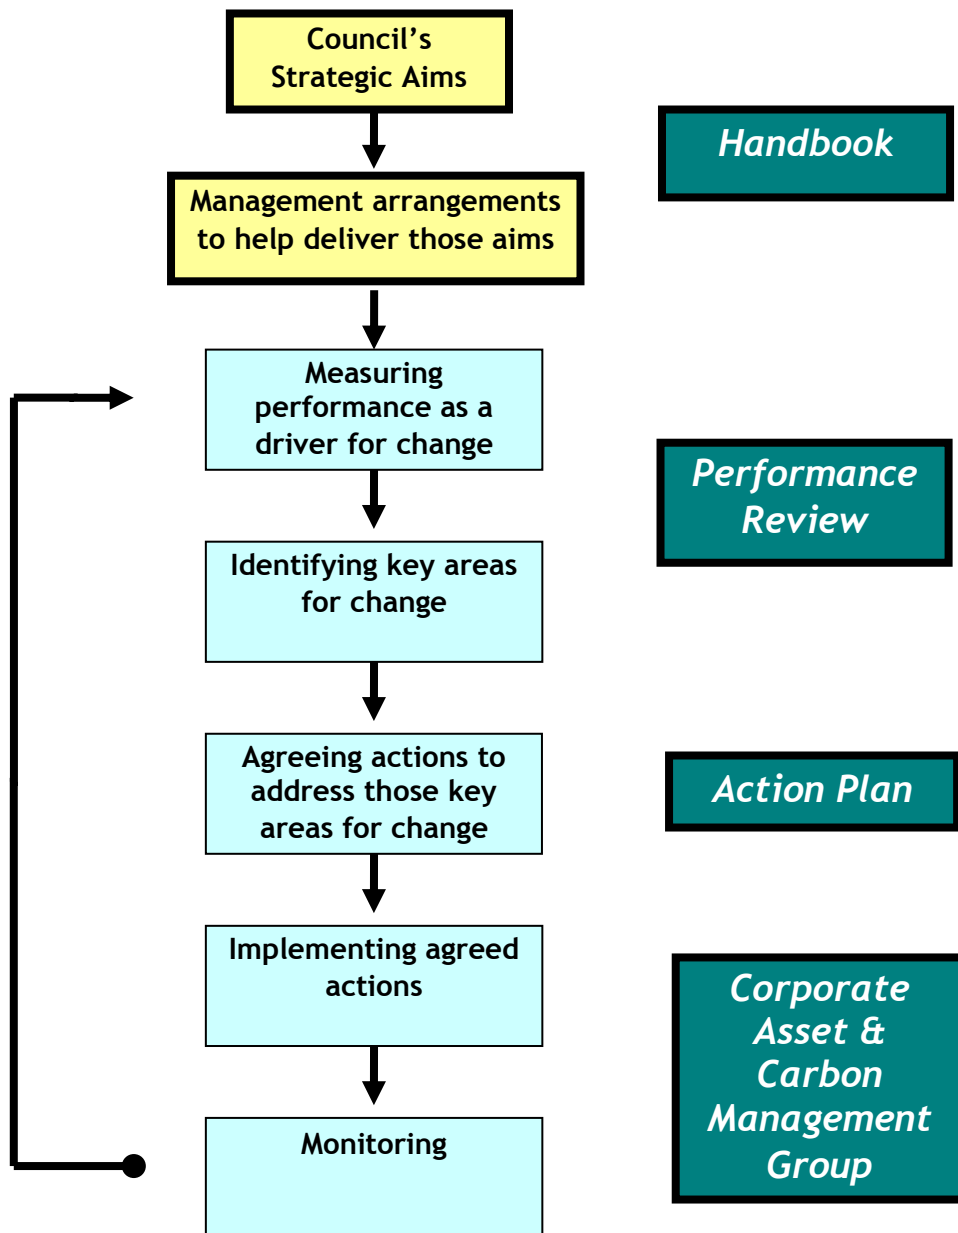 Council’s
Strategic Aims
Handbook
Management arrangements
to help deliver those aims
Measuring
performance as a
driver for change
Performance
Review
Identifying key areas
for change
Agreeing actions to
address those key
areas for change
Action Plan
Implementing agreed
actions
Corporate
Asset &
Carbon
Management
Group
Monitoring